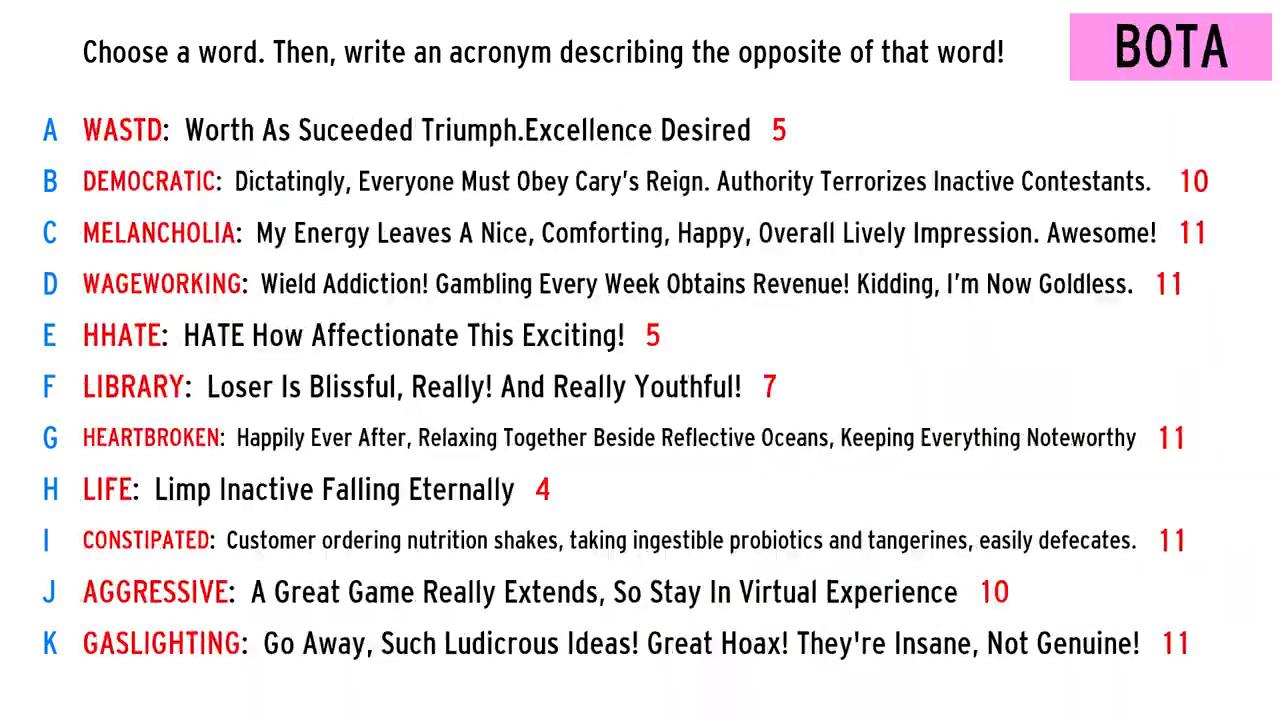 Choose a word. Then, write an acronym describing the opposite of that word!
BOTA
A WASTD: Worth As Suceeded Triumph.Excellence Desired 5
B DEMOCRATIC: Dictatingly, Everyone Must Obey Cary's Reign. Authority Terrorizes Inactive Contestants. 10
C MELANCHOLIA: My Energy Leaves A Nice, Comforting, Happy, Overall Lively Impression. Awesome! 11
D WAGEWORKING: Wield Addiction! Gambling Every Week Obtains Revenue! Kidding, I'm Now Goldless. 11
E HHATE: HATE How Affectionate This Exciting! 5
F LIBRARY: Loser Is Blissful, Really! And Really Youthful! 7
G HEARTBROKEN: Happily Ever After, Relaxing Together Beside Reflective Oceans, Keeping Everything Noteworthy 11
H LIFE: Limp Inactive Falling Eternally 4
I CONSTIPATED: Customer ordering nutrition shakes, taking ingestible probiotics and tangerines, easily defecates. 11
J AGGRESSIVE: A Great Game Really Extends, So Stay In Virtual Experience 10
K GASLIGHTING: Go Away, Such Ludicrous Ideas! Great Hoax! They're Insane, Not Genuine! 11